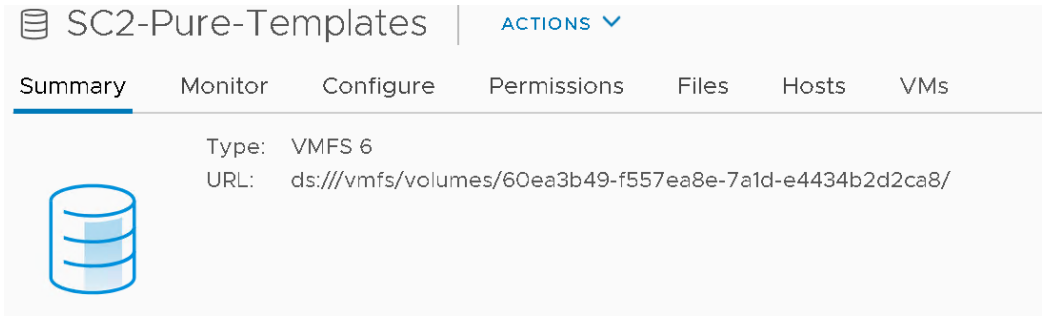 SC2-Pure-Templates ACTIONS
Summary Monitor Configure Permissions Files Hosts VMs
Type: VMFS 6
URL: ds:///vmfs/volumes/60ea3b49-f557ea8e-7a1d-e4434b2d2ca8/